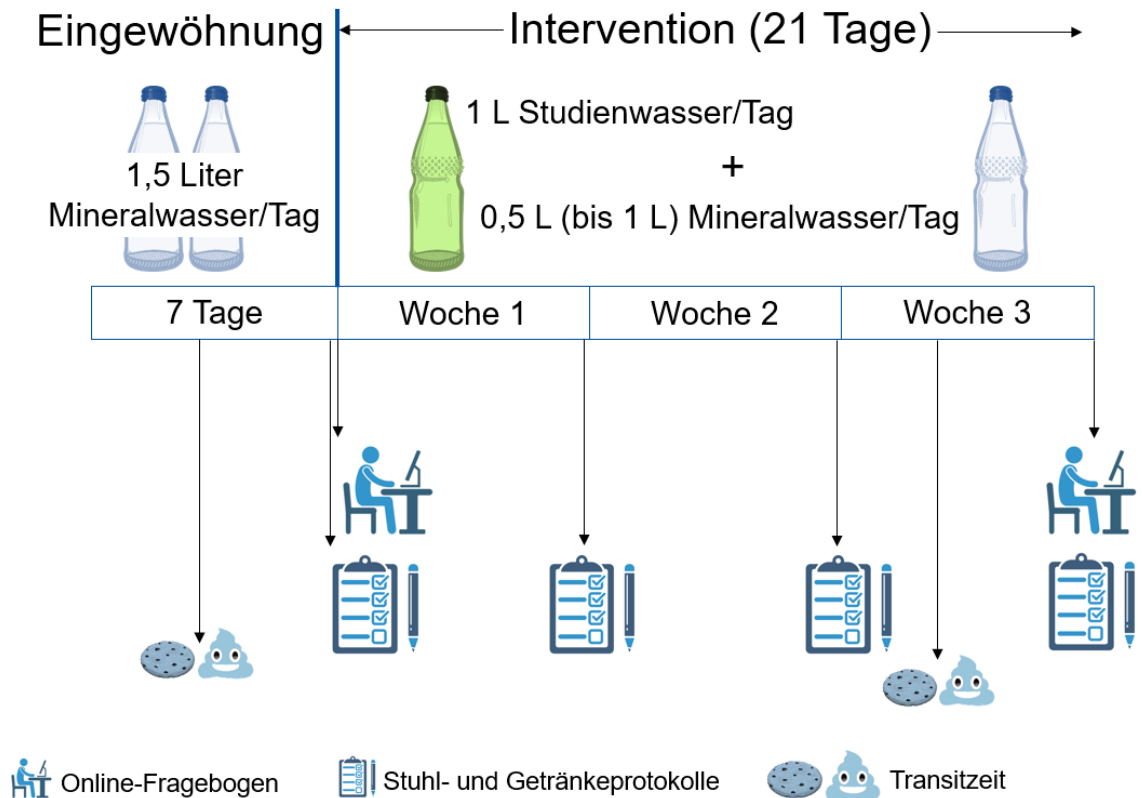 Eingewöhnung
Intervention (21 Tage)
1,5 Liter
Mineralwasser/Tag
1 L Studienwasser/Tag
+
0,5 L (bis 1 L) Mineralwasser/Tag
7 Tage
Woche 1
Woche 2
Woche 3
Online-Fragebogen
Stuhl- und Getränkeprotokolle
Transitzeit